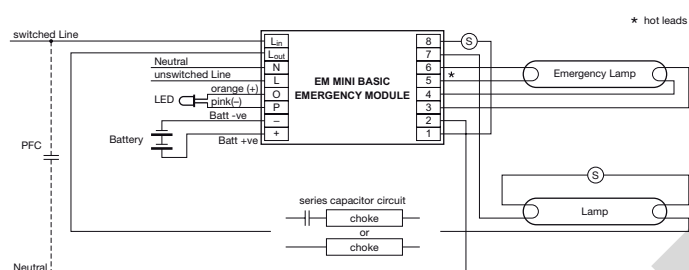 * hot leads
switched Line
Lin
Lout
N
L
O
P
–
+
EM MINI BASIC
EMERGENCY MODULE
8
7
6
5
4
3
2
1
S
*
Emergency Lamp
Neutral
unswitched Line
orange (+)
LED
pink(–)
Batt -ve
Battery
Batt +ve
PFC
S
Lamp
series capacitor circuit
choke
or
choke
Neutral